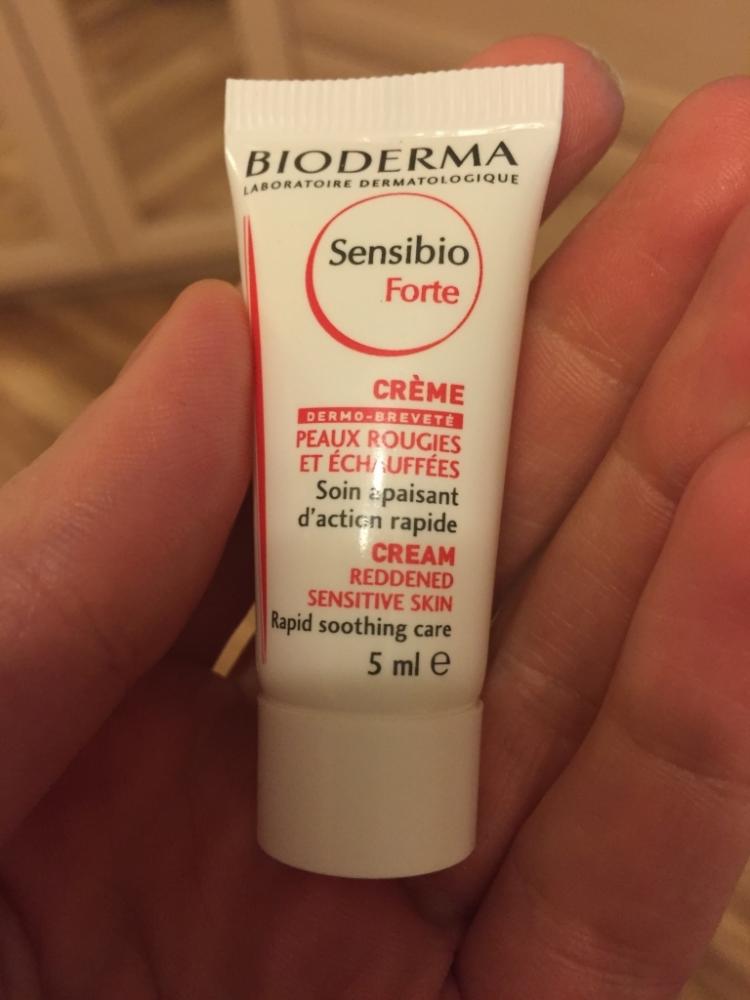 BIODERMA
LABORATOIRE DERMATOLOGIQUE
Sensibio
Forte
CRÈME
DERMO-BREVETÉ
PEAUX ROUGIES
ET ÉCHAUFFÉES
Soin apaisant
d'action rapide
CREAM
REDDENED
SENSITIVE SKIN
Rapid soothing care
5 ml e